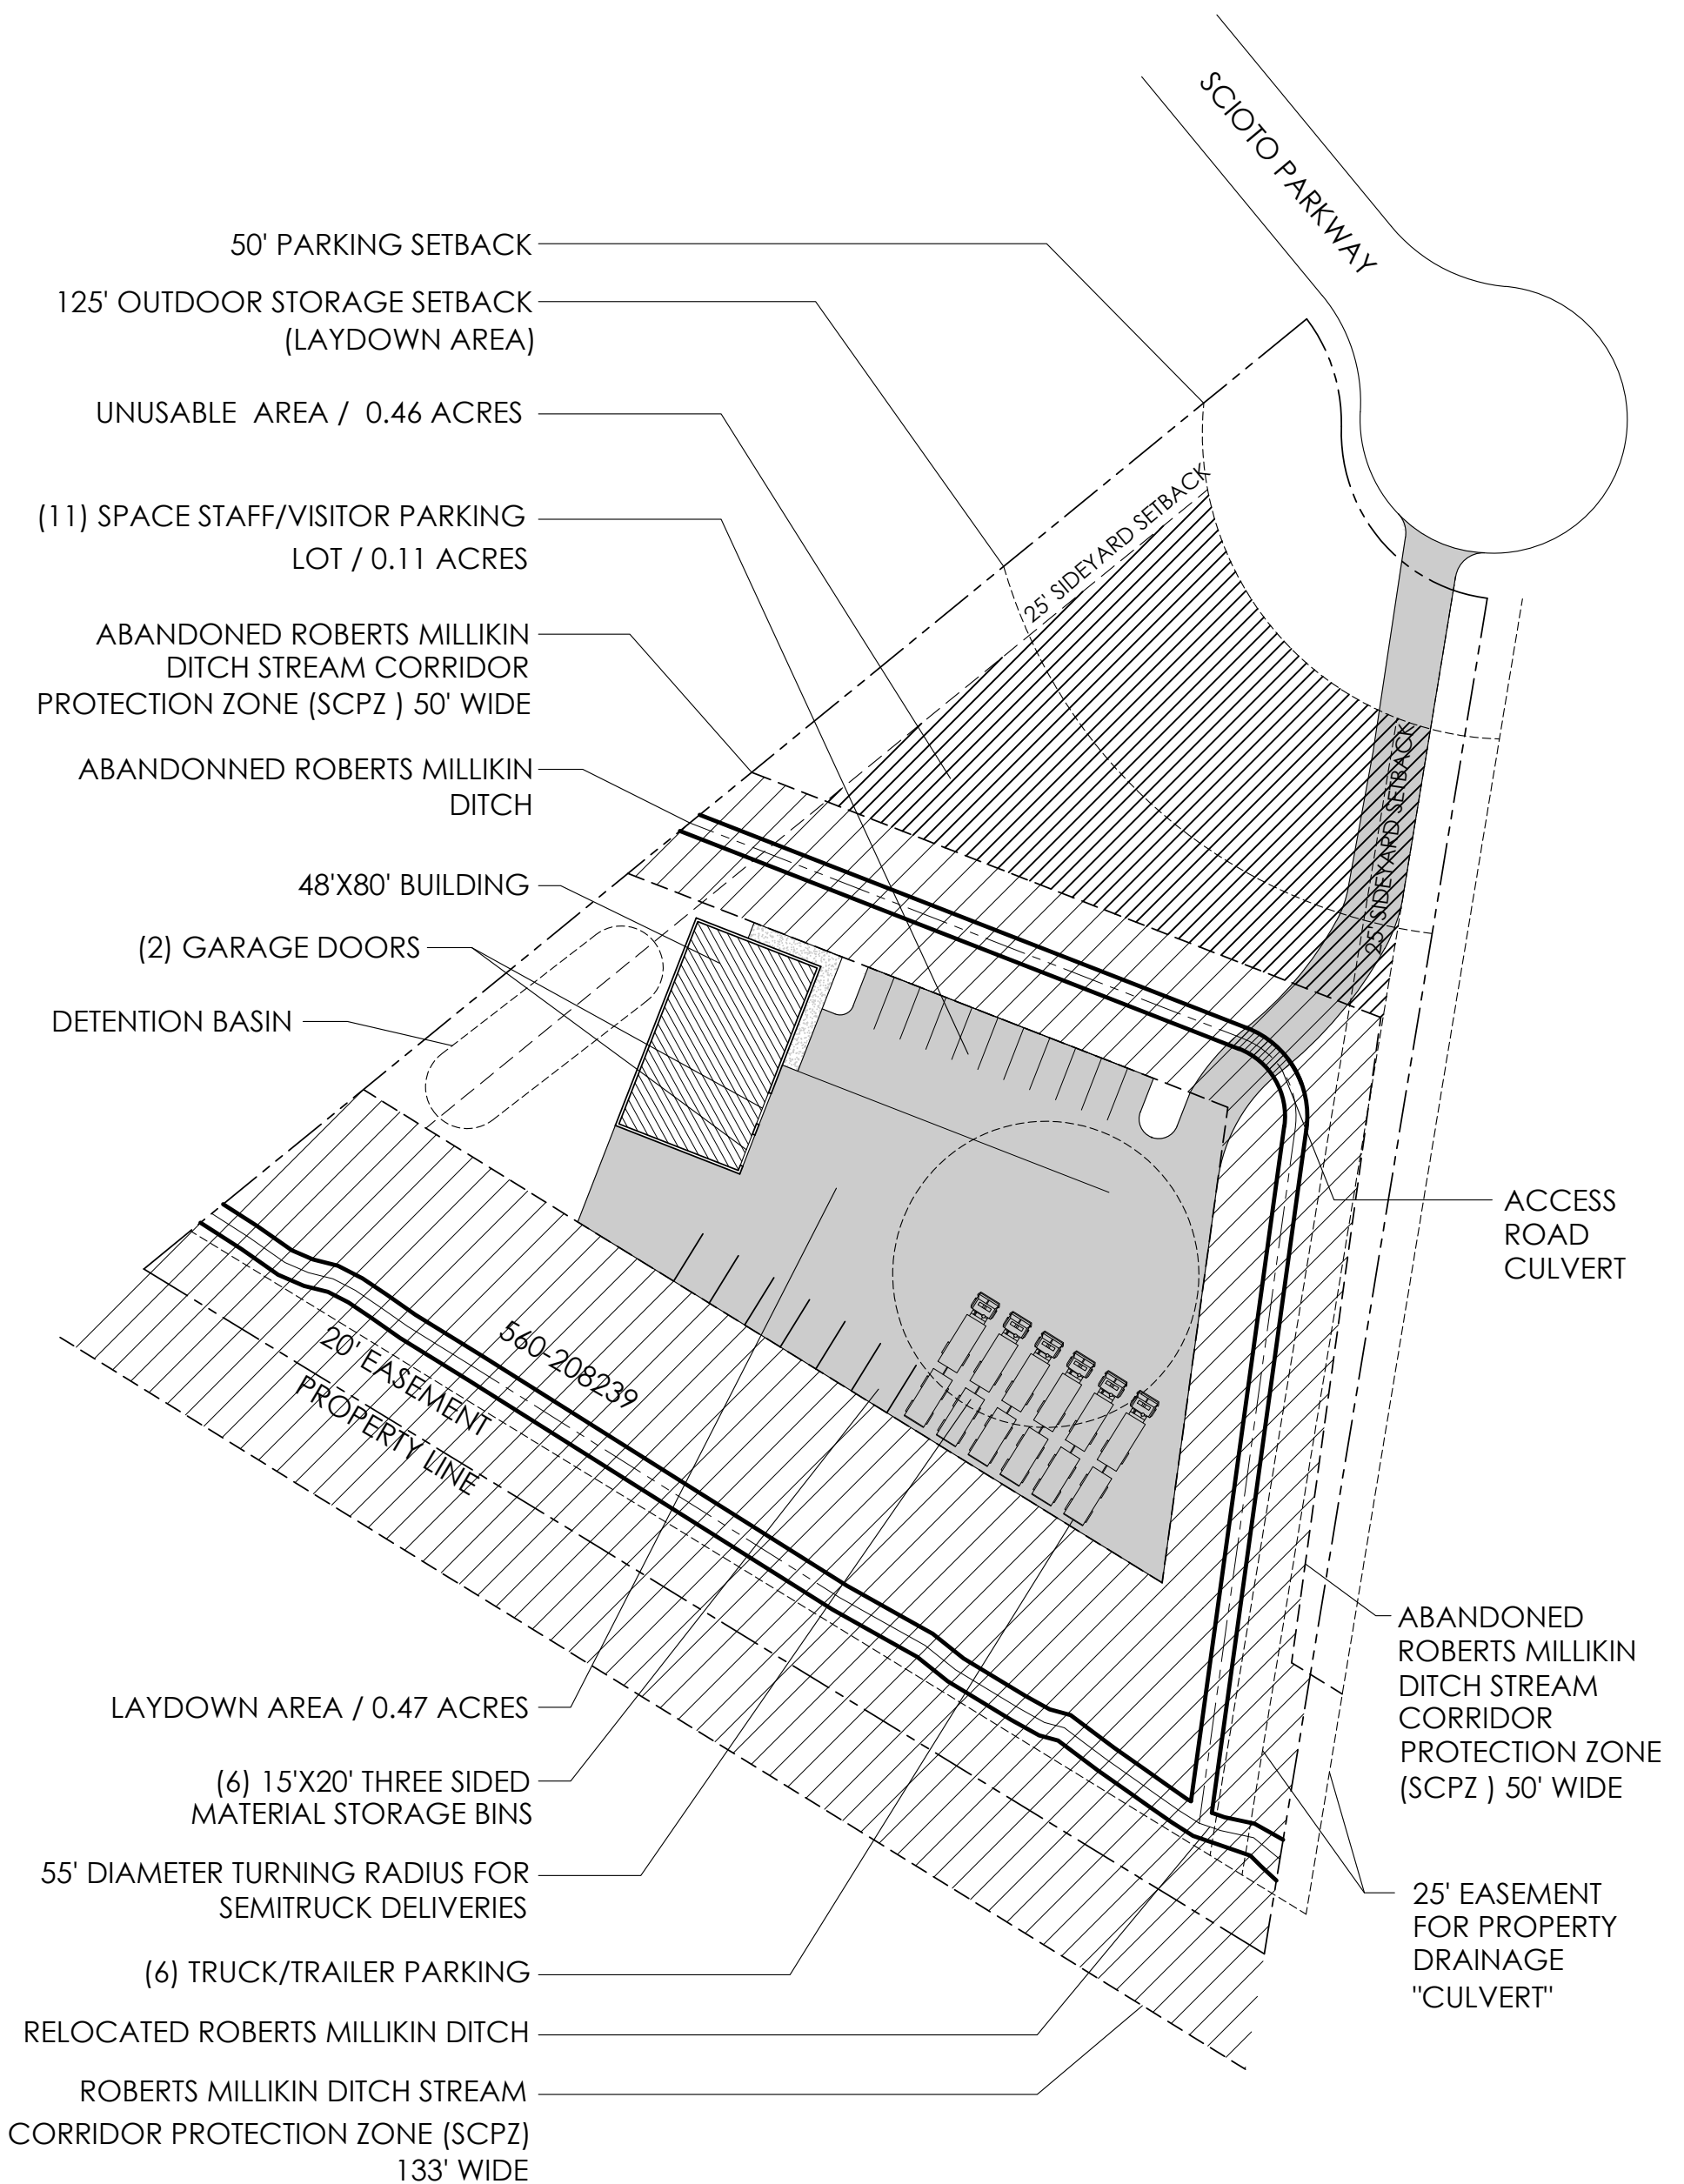 SCIOTO PARKWAY
50' PARKING SETBACK
125' OUTDOOR STORAGE SETBACK
(LAYDOWN AREA)
UNUSABLE AREA / 0.46 ACRES
25' SIDEYARD SETBACK
(11) SPACE STAFF/VISITOR PARKING
LOT / 0.11 ACRES
ABANDONED ROBERTS MILLIKIN
DITCH STREAM CORRIDOR
PROTECTION ZONE (SCPZ ) 50' WIDE
25' SIDEYARD SETBACK
ABANDONNED ROBERTS MILLIKIN
DITCH
48'X80' BUILDING
(2) GARAGE DOORS
DETENTION BASIN
ACCESS
ROAD
CULVERT
560-208239
20' EASEMENT
PROPERTY LINE
ABANDONED
ROBERTS MILLIKIN
DITCH STREAM
CORRIDOR
PROTECTION ZONE
(SCPZ ) 50' WIDE
LAYDOWN AREA / 0.47 ACRES
(6) 15'X20' THREE SIDED
MATERIAL STORAGE BINS
55' DIAMETER TURNING RADIUS FOR
SEMITRUCK DELIVERIES
25' EASEMENT
FOR PROPERTY
DRAINAGE
"CULVERT"
(6) TRUCK/TRAILER PARKING
RELOCATED ROBERTS MILLIKIN DITCH
ROBERTS MILLIKIN DITCH STREAM
CORRIDOR PROTECTION ZONE (SCPZ)
133' WIDE